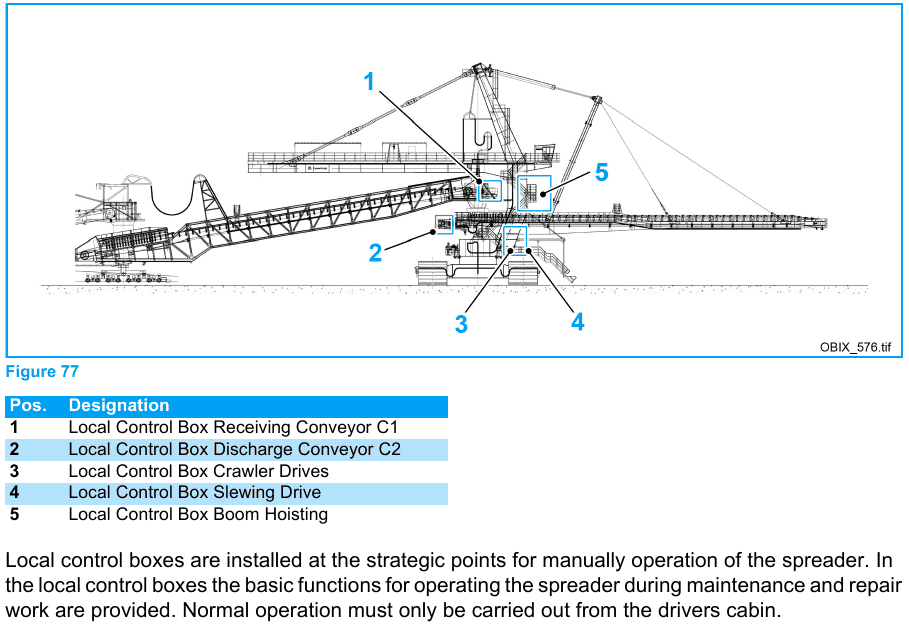 1
5
2
3
4
OBIX_576.tif
Figure 77
Pos. Designation
1 Local Control Box Receiving Conveyor C1
2 Local Control Box Discharge Conveyor C2
3 Local Control Box Crawler Drives
4 Local Control Box Slewing Drive
5 Local Control Box Boom Hoisting
Local control boxes are installed at the strategic points for manually operation of the spreader. In
the local control boxes the basic functions for operating the spreader during maintenance and repair
work are provided. Normal operation must only be carried out from the drivers cabin.